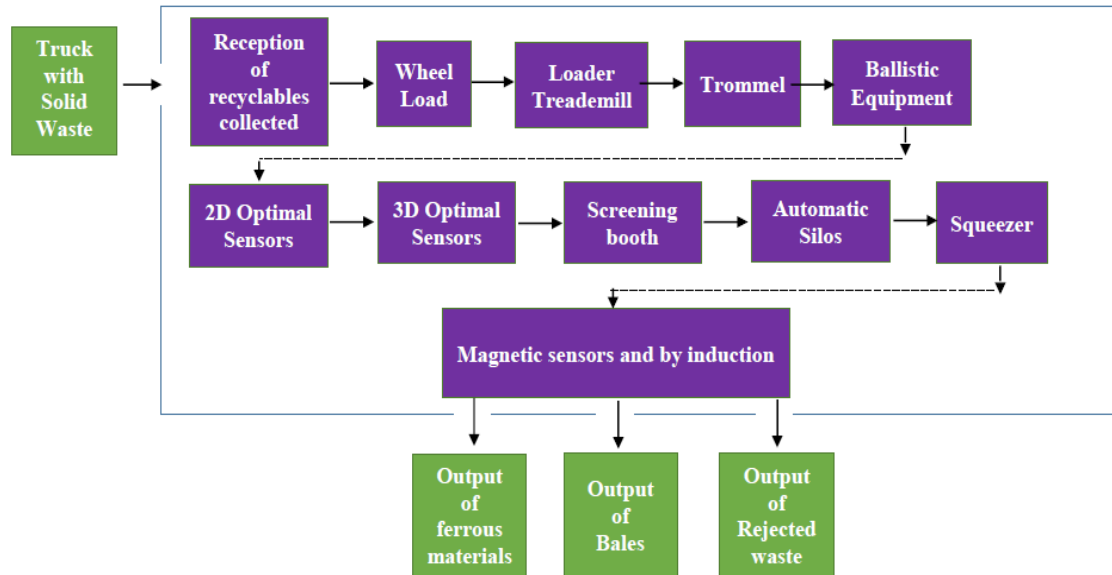 Truck
with
Solid
Waste
Reception
of
recyclables
collected
Wheel
Load
Loader
Treademill
Trommel
Ballistic
Equipment
2D Optimal
Sensors
3D Optimal
Sensors
Screening
booth
Automatic
Silos
Squeezer
Magnetic sensors and by induction
Output
of
ferrous
materials
Output
of
Bales
Output
of
Rejected
waste